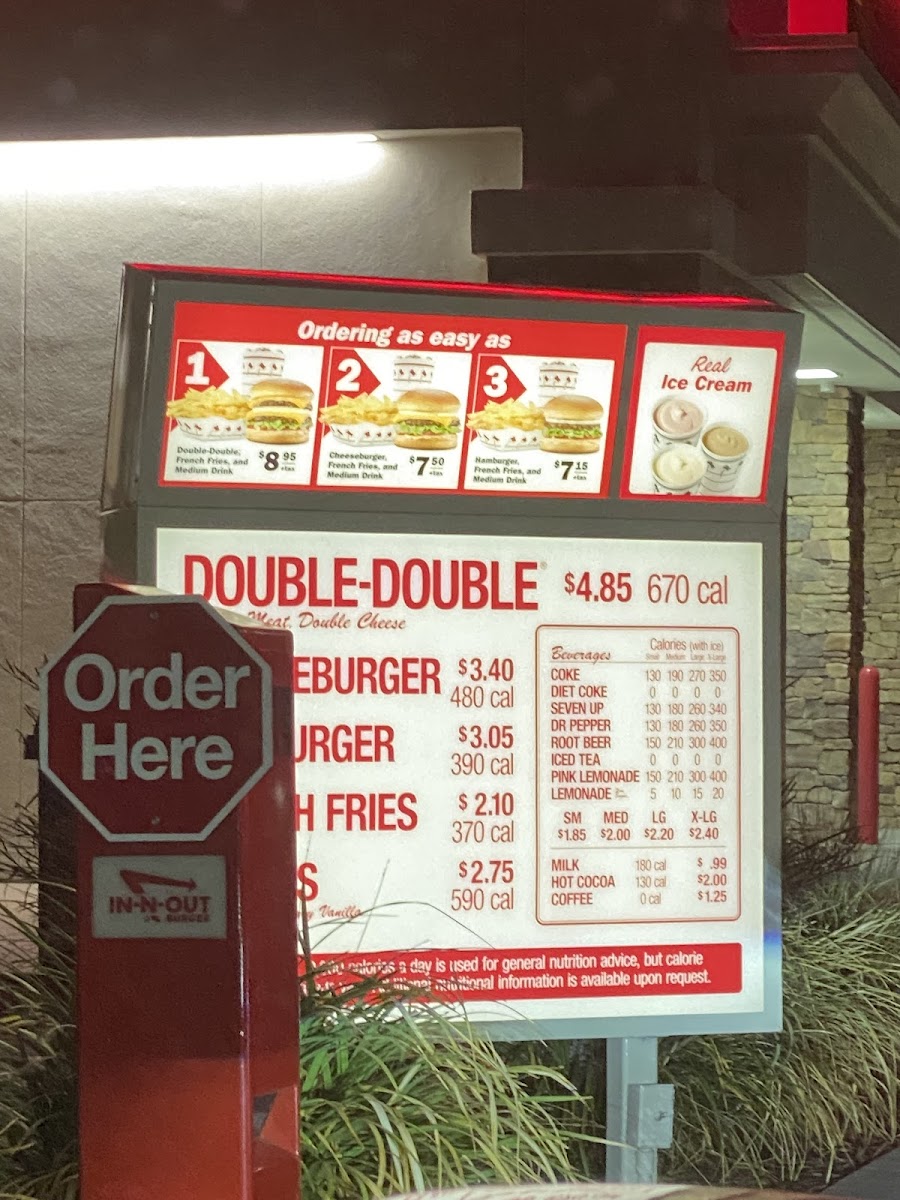 Ordering as easy as
1
Double-Double,
French Fries, and
Medium Drink
$8 95
+tax
2
Cheeseburger,
French Fries, and
Medium Drink
$7 50
+tax
3
Hamburger,
French Fries, and
Medium Drink
$7 15
+tax
Real
Ice Cream
DOUBLE-DOUBLE® $4.85 670 cal
Meat, Double Cheese
EBURGER $3.40
480 cal
URGER $3.05
390 cal
H FRIES $2.10
370 cal
S $2.75
590 cal
Vanilla
Beverages Calories (with ice)
Small Medium Large X-Large
COKE 130 190 270 350
DIET COKE 0 0 0 0
SEVEN UP 130 180 260 340
DR PEPPER 130 180 260 350
ROOT BEER 150 210 300 400
ICED TEA 0 0 0 0
PINK LEMONADE 150 210 300 400
LEMONADE 5 10 15 20
SM MED LG X-LG
$1.85 $2.00 $2.20 $2.40
MILK 180 cal $ .99
HOT COCOA 130 cal $2.00
COFFEE 0 cal $1.25
calories a day is used for general nutrition advice, but calorie
nutritional information is available upon request.
Order
Here
IN-N-OUT
BURGER